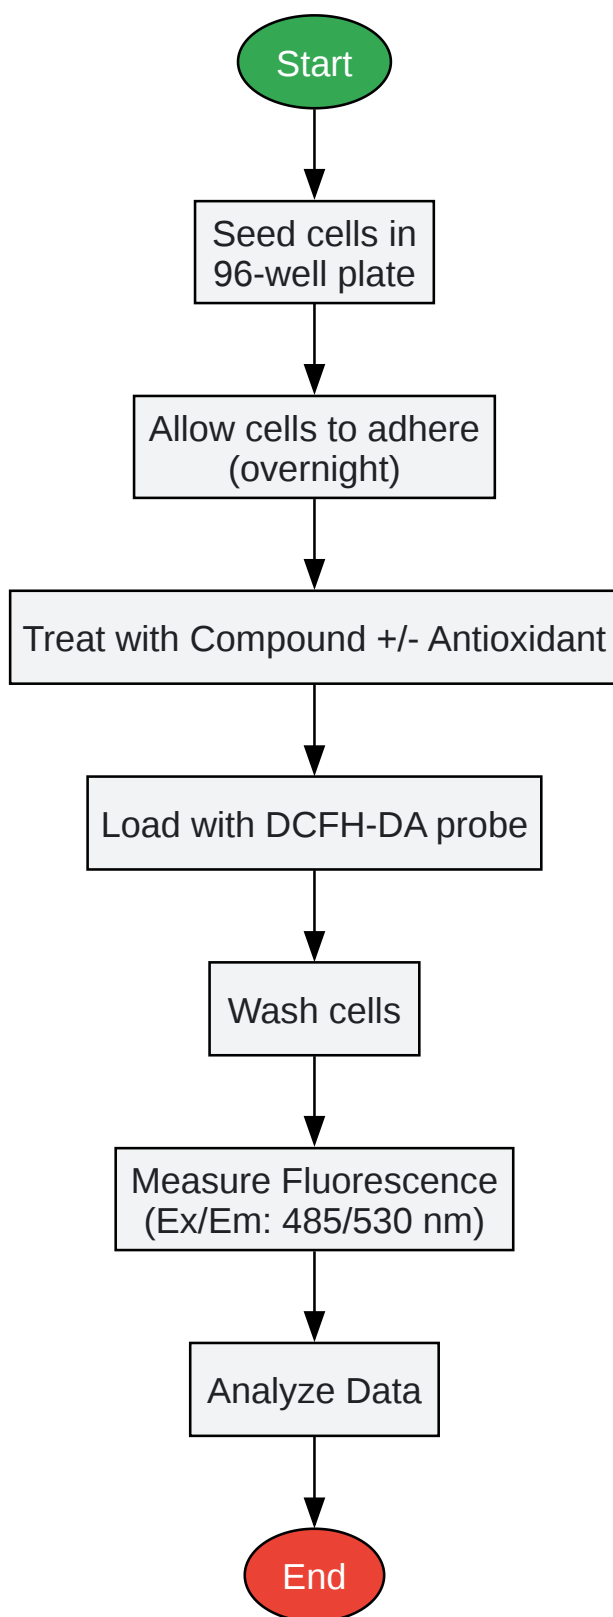 Start
Seed cells in
96-well plate
Allow cells to adhere
(overnight)
Treat with Compound +/- Antioxidant
Load with DCFH-DA probe
Wash cells
Measure Fluorescence
(Ex/Em: 485/530 nm)
Analyze Data
End